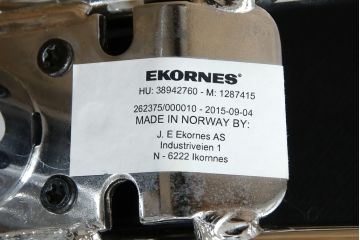 EKORNES®
HU: 38942760 - M: 1287415
262375/000010 - 2015-09-04
MADE IN NORWAY BY:
J. E Ekornes AS
Industriveien 1
N - 6222 Ikornnes